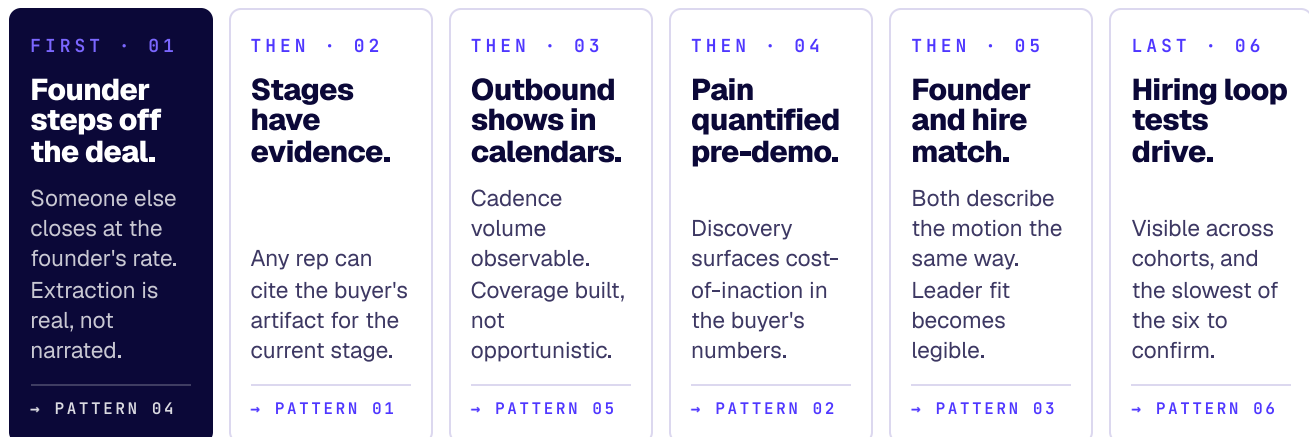 FIRST · 01
Founder
steps off
the deal.
Someone else
closes at the
founder's rate.
Extraction is
real, not
narrated.
→ PATTERN 04
THEN · 02
Stages
have
evidence.
Any rep can
cite the buyer's
artifact for the
current stage.
→ PATTERN 01
THEN · 03
Outbound
shows in
calendars.
Cadence
volume
observable.
Coverage built,
not
opportunistic.
→ PATTERN 05
THEN · 04
Pain
quantified
pre-demo.
Discovery
surfaces cost-
of-inaction in
the buyer's
numbers.
→ PATTERN 02
THEN · 05
Founder
and hire
match.
Both describe
the motion the
same way.
Leader fit
becomes
legible.
→ PATTERN 03
LAST · 06
Hiring loop
tests
drive.
Visible across
cohorts, and
the slowest of
the six to
confirm.
→ PATTERN 06